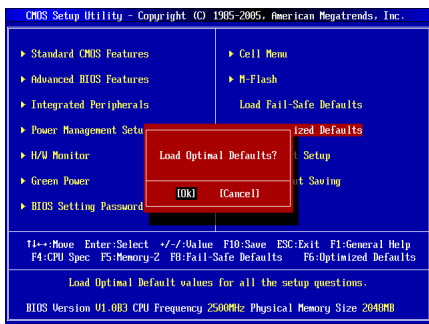 CMOS Setup Utility - Copyright (C) 1985-2005, American Megatrends, Inc.
▶ Standard CMOS Features
▶ Advanced BIOS Features
▶ Integrated Peripherals
▶ Power Management Setu
▶ H/W Monitor
▶ Green Power
▶ BIOS Setting Password
▶ Cell Menu
▶ M-Flash
Load Fail-Safe Defaults
ized Defaults
t Setup
ut Saving
Load Optimal Defaults?
[Ok] [Cancel]
↑↓↔:Move Enter:Select +/-/:Value F10:Save ESC:Exit F1:General Help
F4:CPU Spec F5:Memory-Z F8:Fail-Safe Defaults F6:Optimized Defaults
Load Optimal Default values for all the setup questions.
BIOS Version V1.0B3 CPU Frequency 2500MHz Physical Memory Size 2048MB